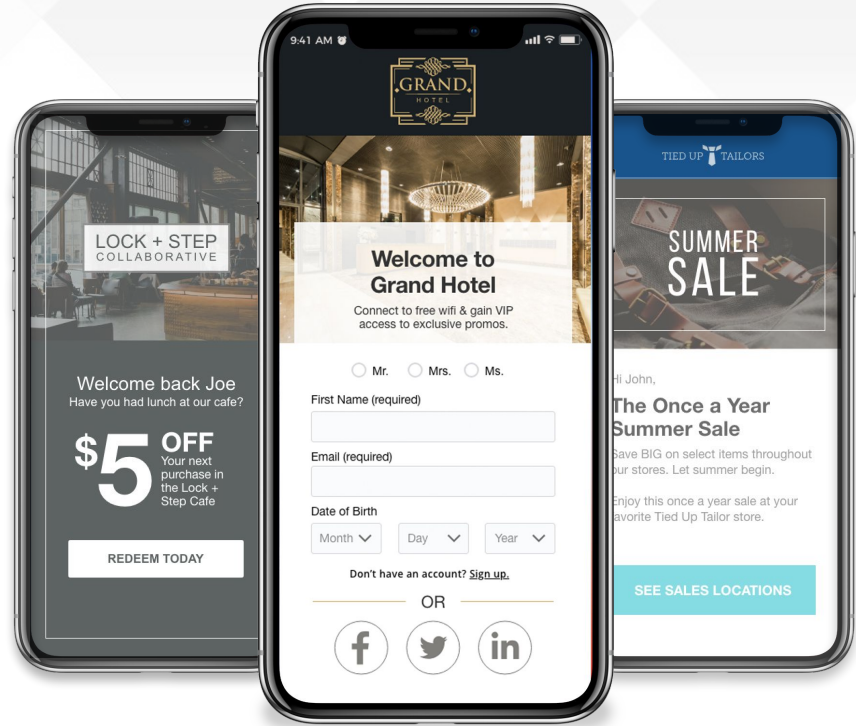 LOCK + STEP
COLLABORATIVE
Welcome back Joe
Have you had lunch at our cafe?
$5 OFF
Your next
purchase in
the Lock +
Step Cafe
REDEEM TODAY
9:41 AM
GRAND
HOTEL
Welcome to
Grand Hotel
Connect to free wifi & gain VIP
access to exclusive promos.
Mr. Mrs. Ms.
First Name (required)
Email (required)
Date of Birth
Month Day Year
Don't have an account? Sign up.
OR
f in
TIED UP TAILORS
SUMMER
SALE
Hi John,
The Once a Year
Summer Sale
Save BIG on select items throughout
our stores. Let summer begin.
Enjoy this once a year sale at your
favorite Tied Up Tailor store.
SEE SALES LOCATIONS